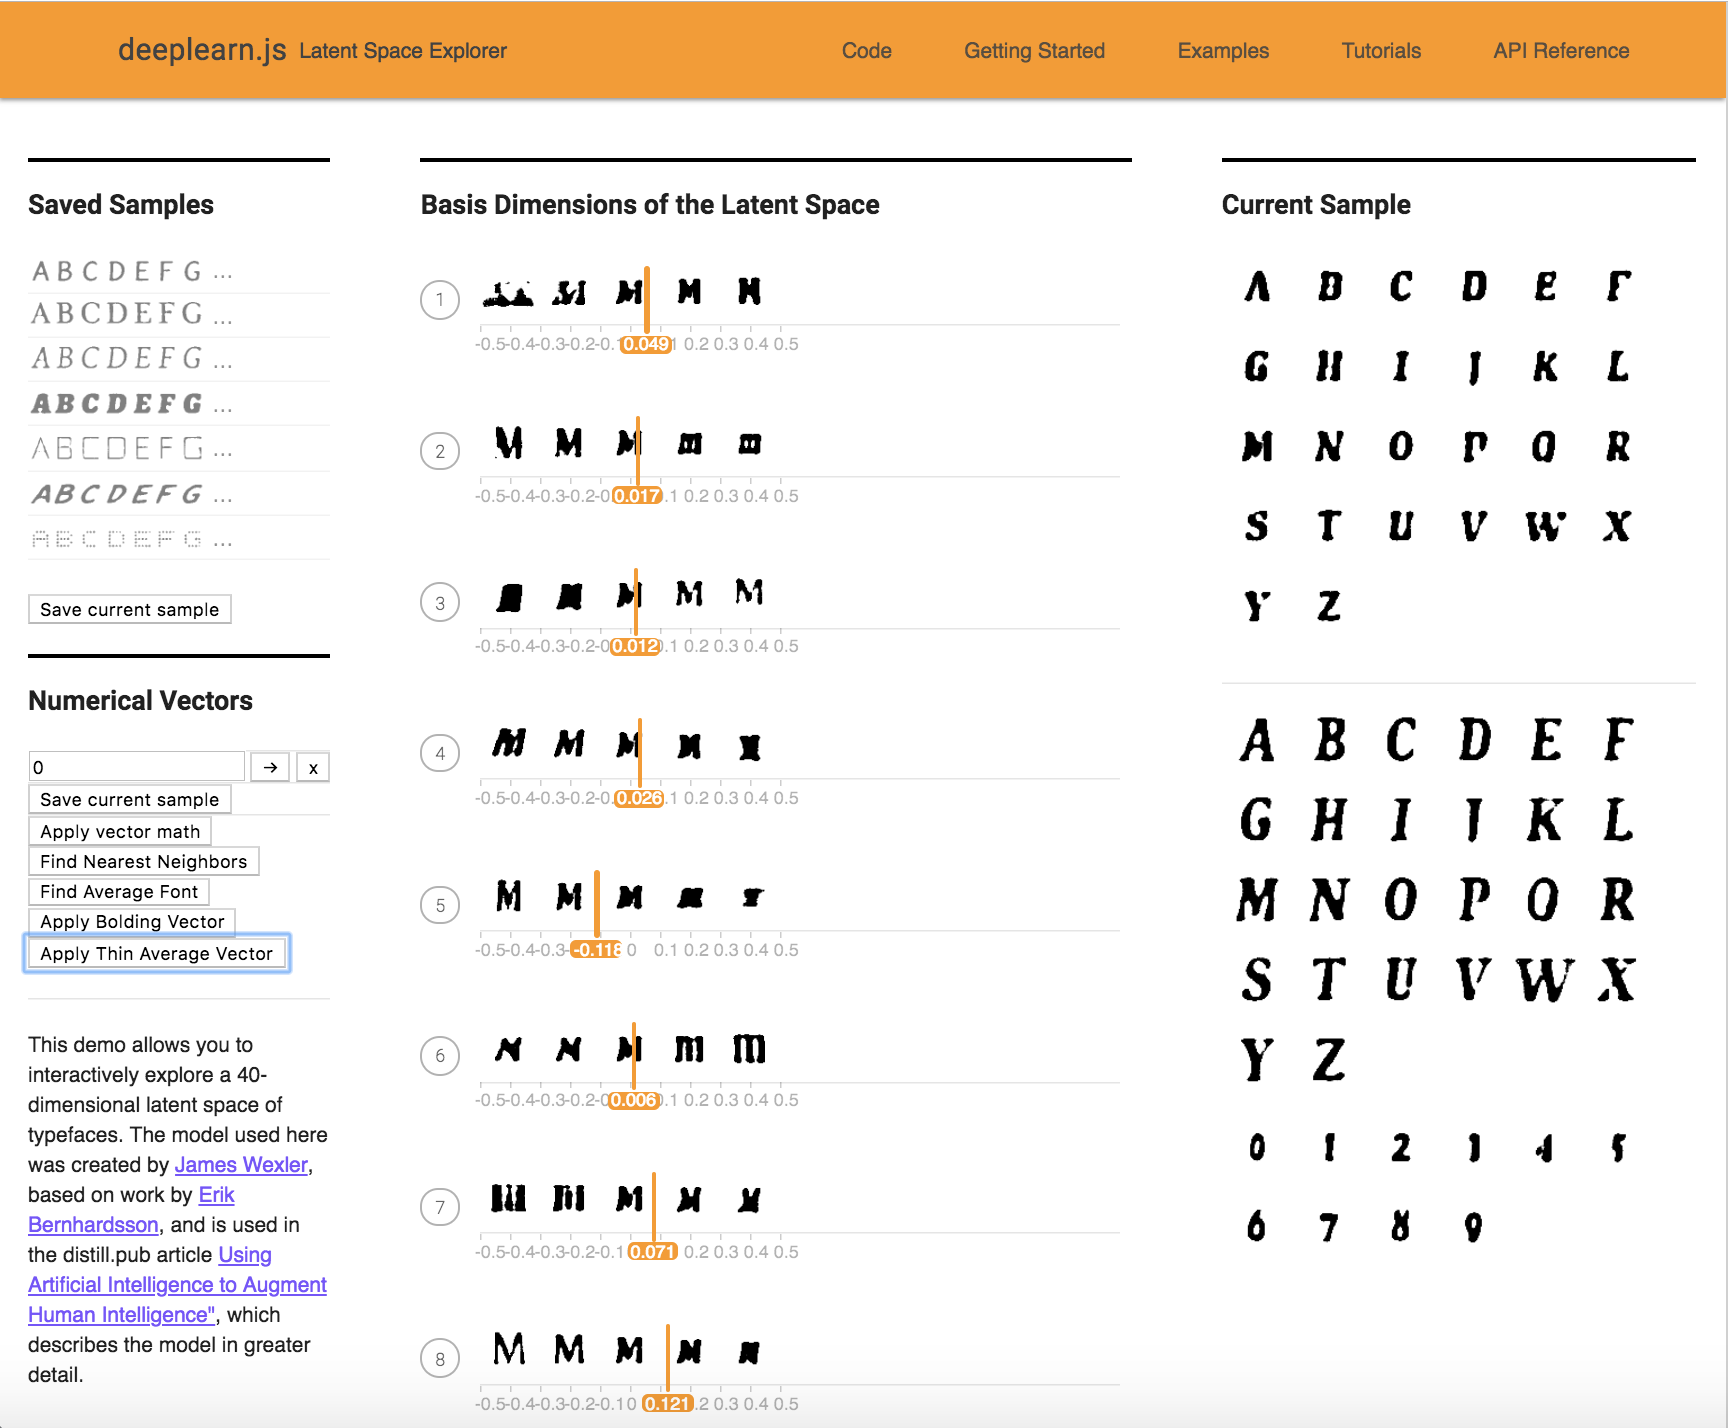 deeplearn.js Latent Space Explorer Code Getting Started Examples Tutorials API Reference
Saved Samples
A B C D E F G ...
A B C D E F G ...
A B C D E F G ...
A B C D E F G ...
A B C D E F G ...
A B C D E F G ...
A B C D E F G ...
Save current sample
Numerical Vectors
0 → x
Save current sample
Apply vector math
Find Nearest Neighbors
Find Average Font
Apply Bolding Vector
Apply Thin Average Vector
This demo allows you to
interactively explore a 40-
dimensional latent space of
typefaces. The model used here
was created by James Wexler,
based on work by Erik
Bernhardsson, and is used in
the distill.pub article Using
Artificial Intelligence to Augment
Human Intelligence", which
describes the model in greater
detail.
Basis Dimensions of the Latent Space
1 M M M
-0.5 -0.4 -0.3 -0.2 0.049 0.2 0.3 0.4 0.5
2 M M M
-0.5 -0.4 -0.3 -0.2 0.017 0.2 0.3 0.4 0.5
3 M M M
-0.5 -0.4 -0.3 -0.2 0.012 0.2 0.3 0.4 0.5
4 M M M
-0.5 -0.4 -0.3 -0.2 0.026 0.2 0.3 0.4 0.5
5 M M M
-0.5 -0.4 -0.3 -0.118 0 0.1 0.2 0.3 0.4 0.5
6 M m m
-0.5 -0.4 -0.3 -0.2 0.006 0.2 0.3 0.4 0.5
7 M M
-0.5 -0.4 -0.3 -0.2 -0.1 0.071 0.2 0.3 0.4 0.5
8 M M M M
-0.5 -0.4 -0.3 -0.2 -0.1 0 0.121 0.3 0.4 0.5
Current Sample
A B C D E F
G H I J K L
M N O P Q R
S T U V W X
Y Z
A B C D E F
G H I J K L
M N O P Q R
S T U V W X
Y Z
0 1 2 3 4 5
6 7 8 9